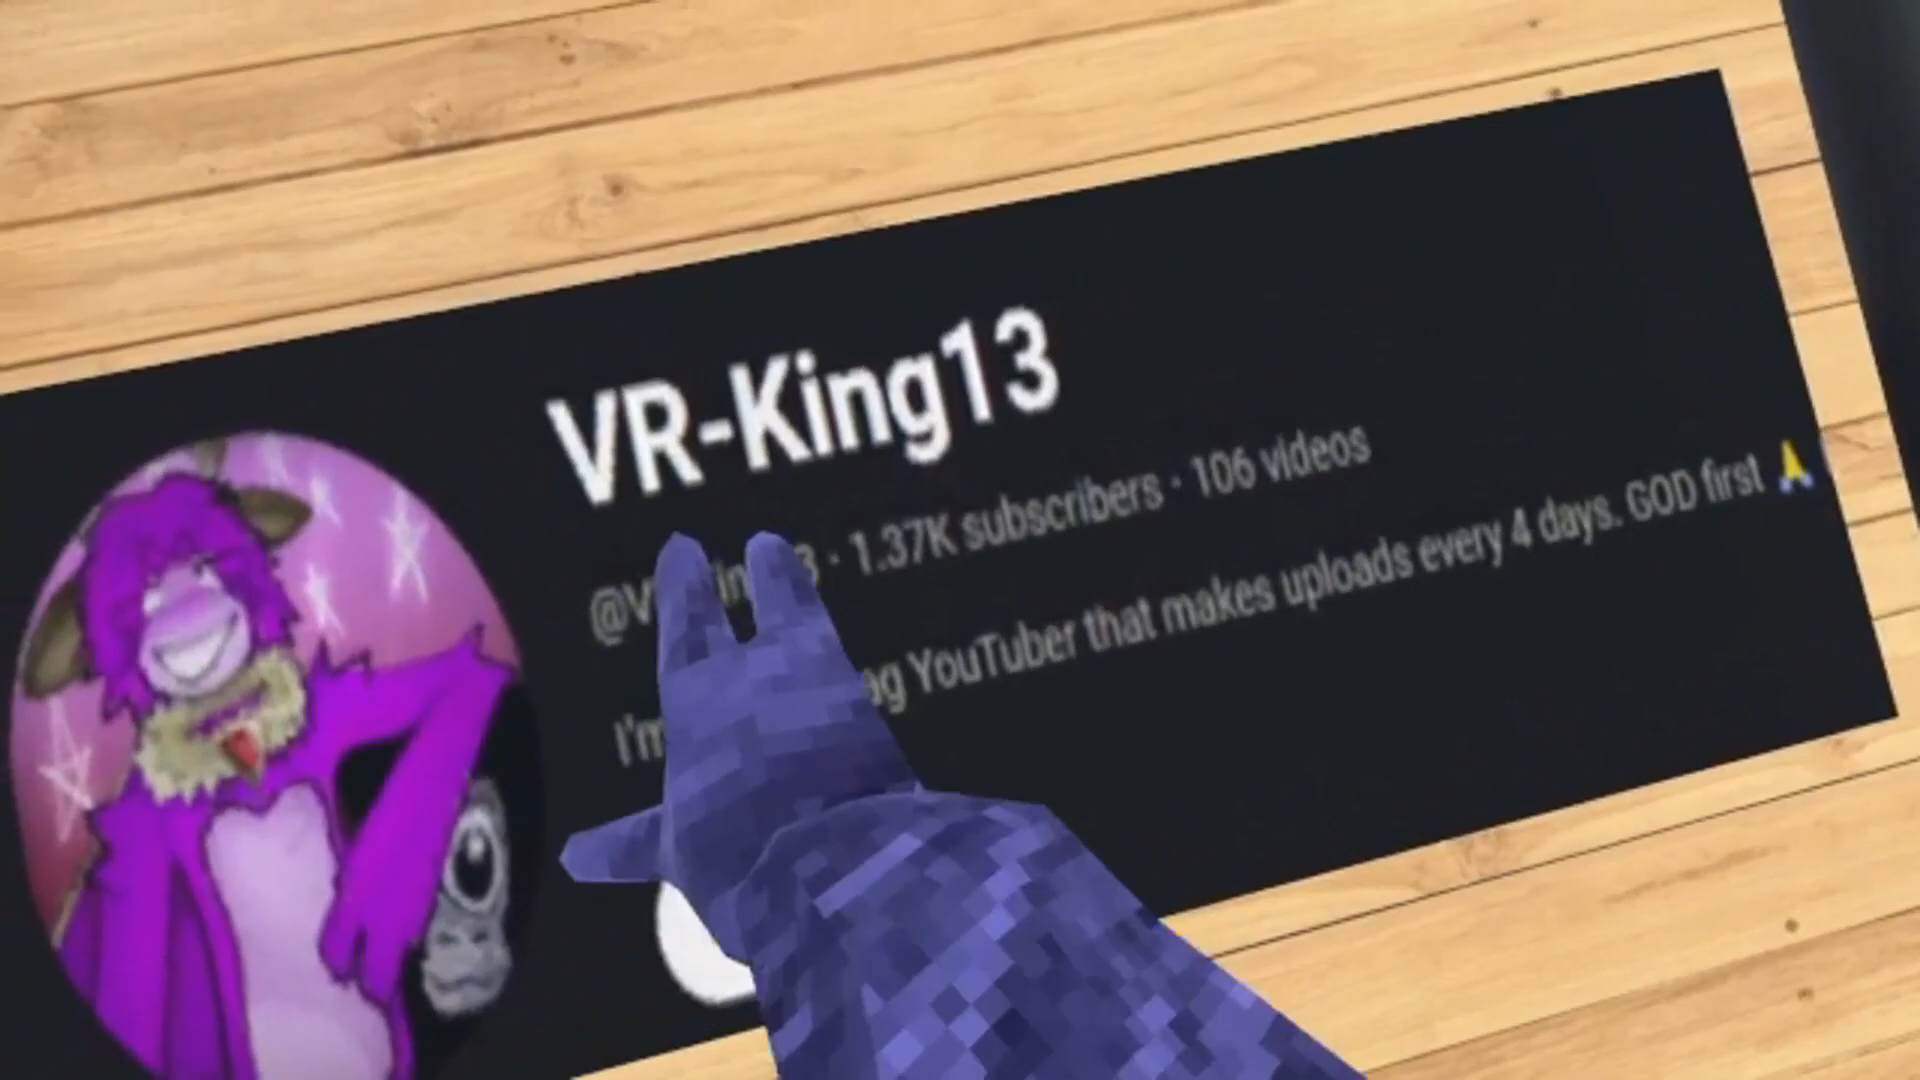 VR-King13
· 1.37K subscribers · 106 videos
I'm YouTuber that makes uploads every 4 days. GOD first 🙏